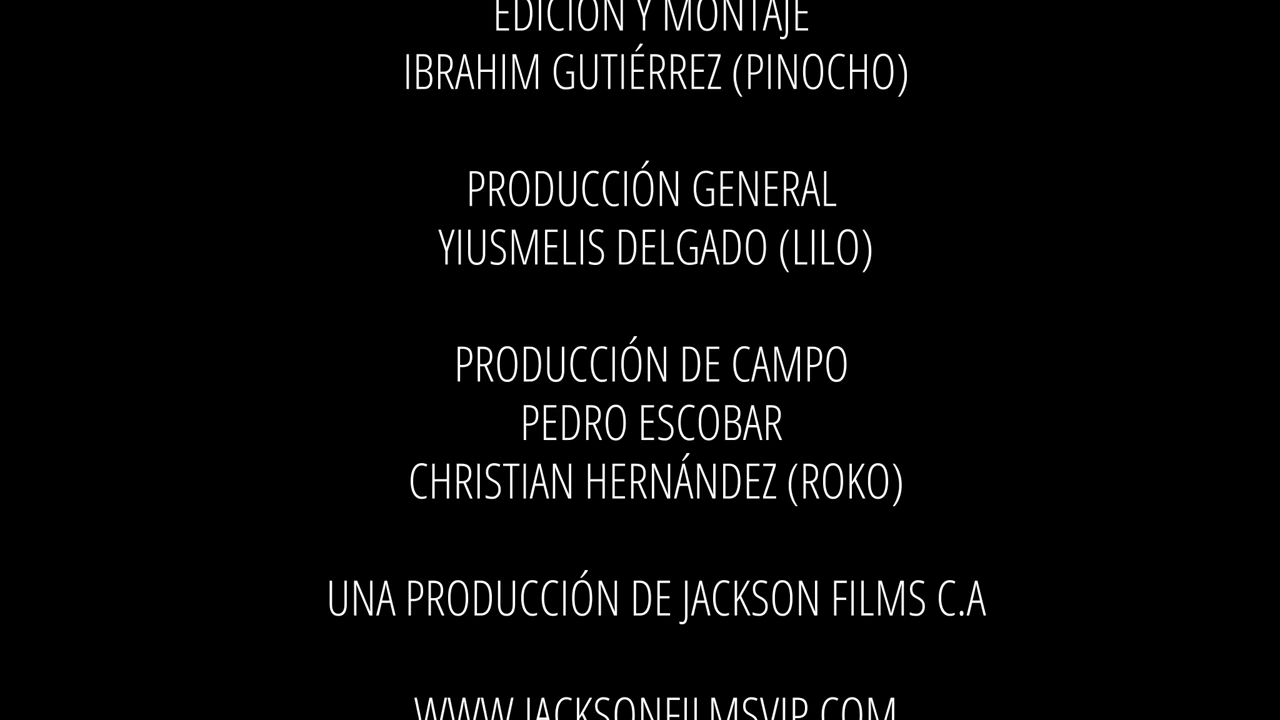 EDICIÓN Y MONTAJE
IBRAHIM GUTIÉRREZ (PINOCHO)
PRODUCCIÓN GENERAL
YIUSMELIS DELGADO (LILO)
PRODUCCIÓN DE CAMPO
PEDRO ESCOBAR
CHRISTIAN HERNÁNDEZ (ROKO)
UNA PRODUCCIÓN DE JACKSON FILMS C.A
WWW.JACKSONFILMSVIP.COM